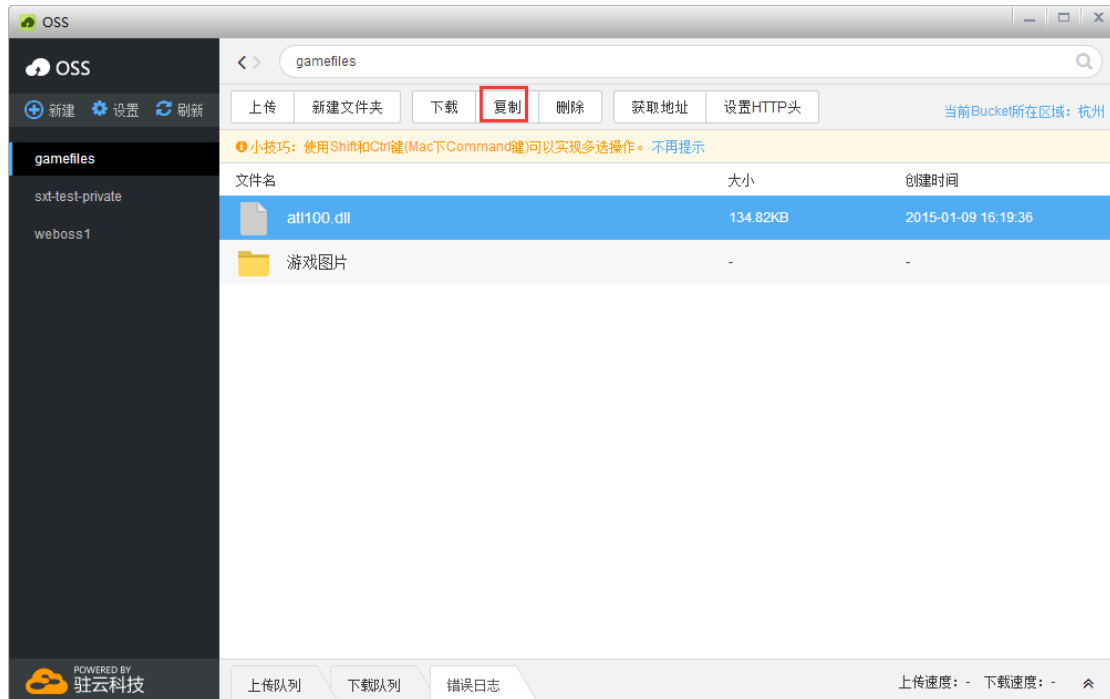 OSS
OSS
新建 设置 刷新
gamefiles
sxt-test-private
weboss1
POWERED BY
驻云科技
gamefiles
上传 新建文件夹 下载 复制 删除 获取地址 设置HTTP头 当前Bucket所在区域：杭州
小技巧：使用Shift和Ctrl键(Mac下Command键)可以实现多选操作。不再提示
文件名 大小 创建时间
atl100.dll 134.82KB 2015-01-09 16:19:36
游戏图片 - -
上传队列 下载队列 错误日志 上传速度：- 下载速度：-